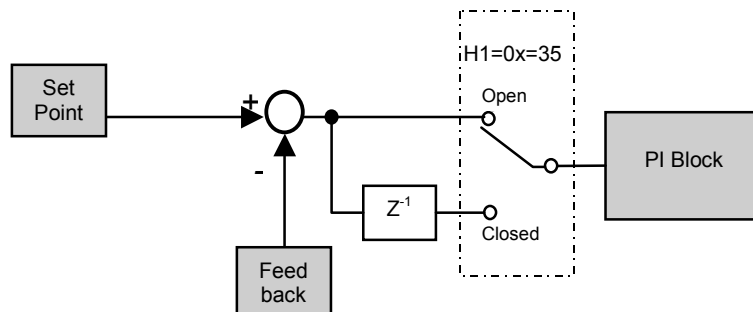 H1=0x=35
Set
Point
+
Open
PI Block
-
Z-1
Closed
Feed
back